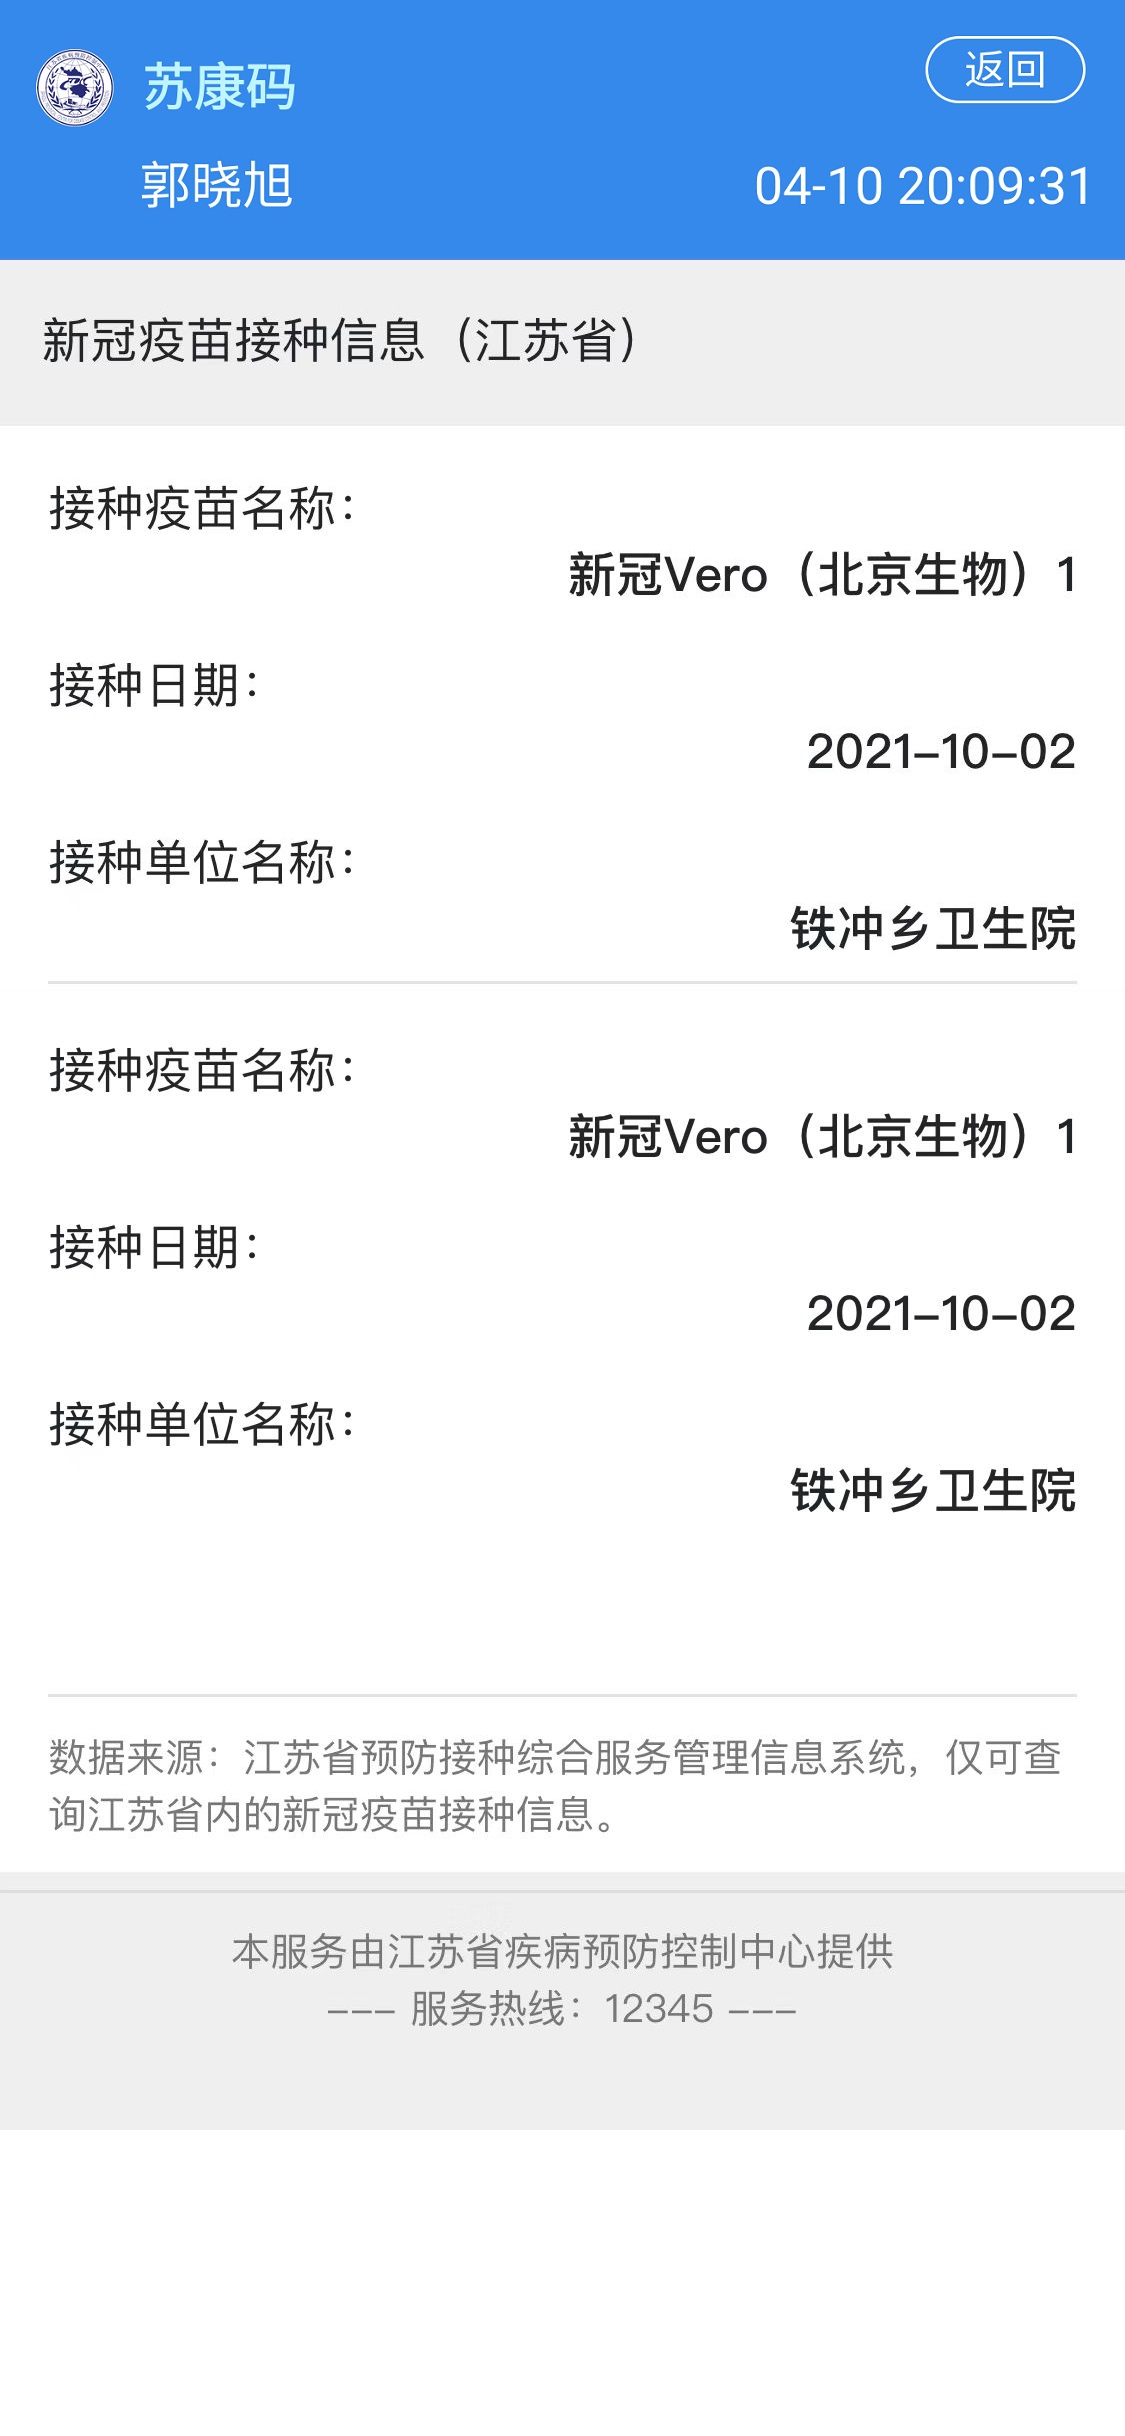 苏康码
返回
郭晓旭
04-10 20:09:31
新冠疫苗接种信息（江苏省）
接种疫苗名称：
新冠Vero（北京生物）1
接种日期：
2021-10-02
接种单位名称：
铁冲乡卫生院
接种疫苗名称：
新冠Vero（北京生物）1
接种日期：
2021-10-02
接种单位名称：
铁冲乡卫生院
数据来源：江苏省预防接种综合服务管理信息系统，仅可查
询江苏省内的新冠疫苗接种信息。
本服务由江苏省疾病预防控制中心提供
--- 服务热线：12345 ---